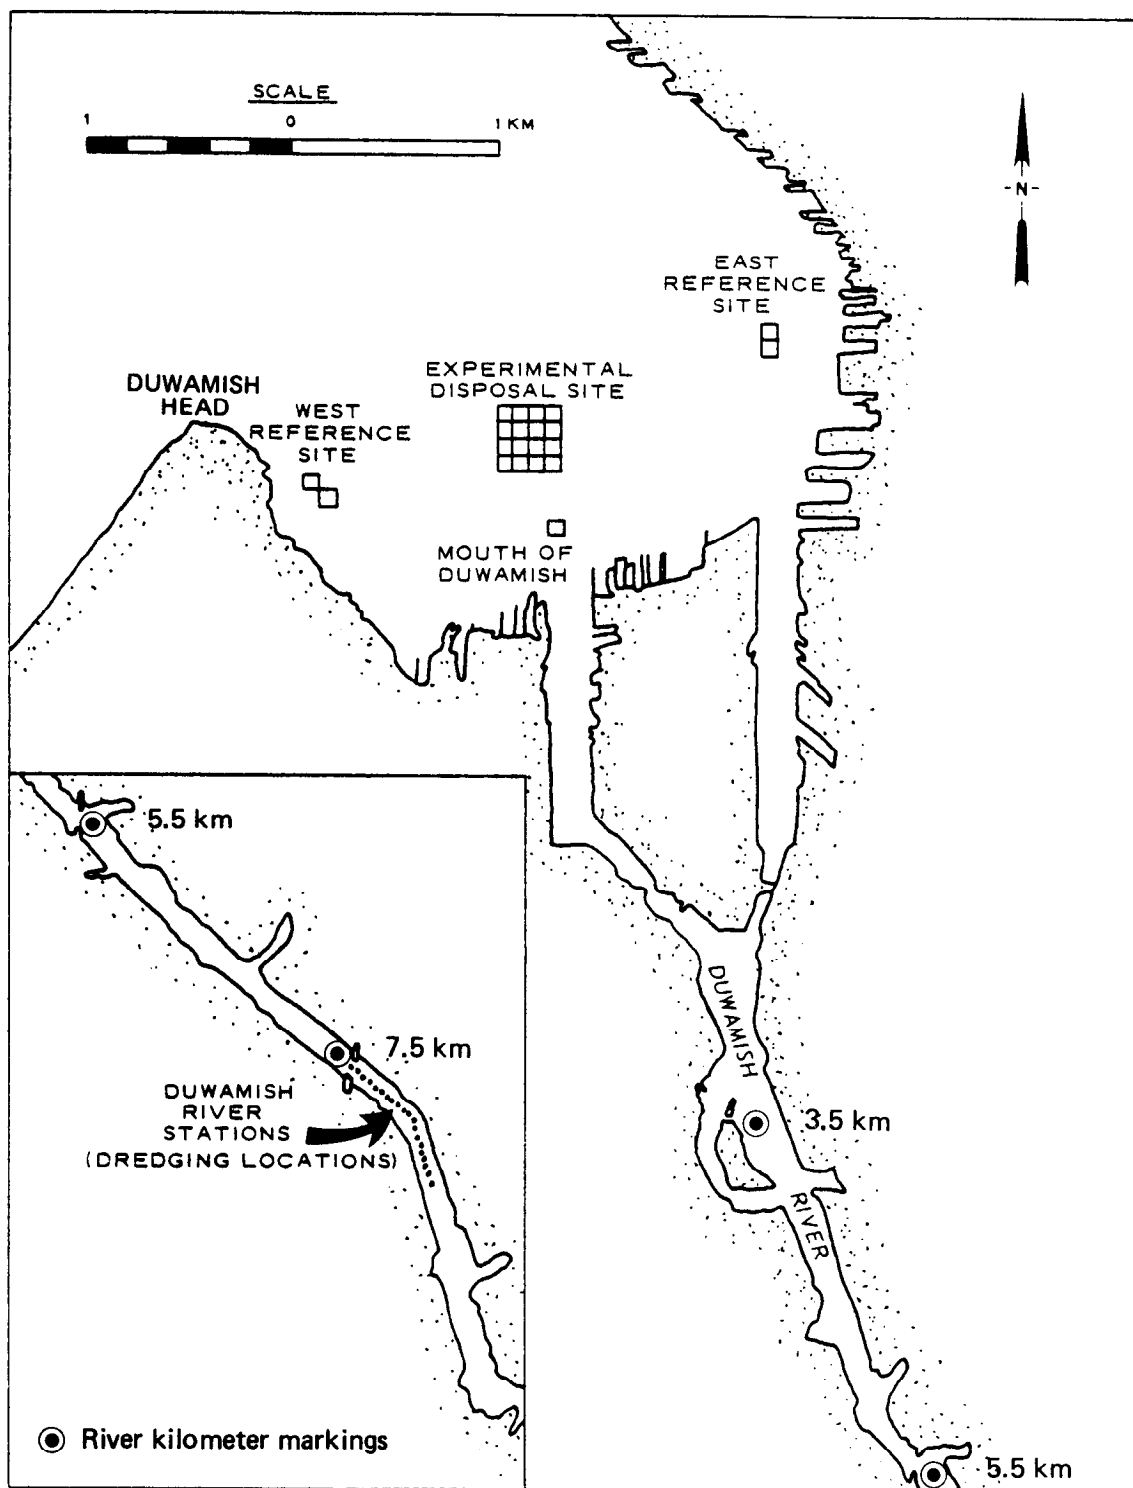 SCALE
1 0 1 KM
-N-
EAST
REFERENCE
SITE
EXPERIMENTAL
DISPOSAL SITE
DUWAMISH
HEAD
WEST
REFERENCE
SITE
MOUTH OF
DUWAMISH
5.5 km
7.5 km
DUWAMISH
RIVER
STATIONS
(DREDGING LOCATIONS)
River kilometer markings
DUWAMISH
RIVER
3.5 km
5.5 km